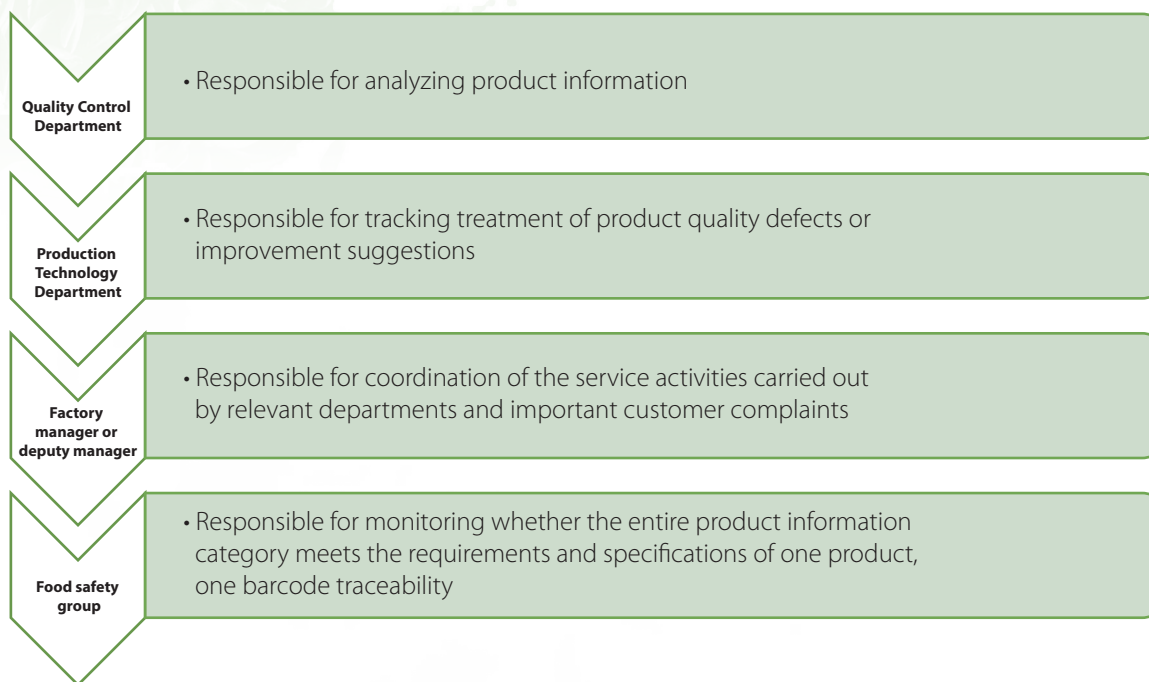 Quality Control
Department
• Responsible for analyzing product information
Production
Technology
Department
• Responsible for tracking treatment of product quality defects or
improvement suggestions
Factory
manager or
deputy manager
• Responsible for coordination of the service activities carried out
by relevant departments and important customer complaints
Food safety
group
• Responsible for monitoring whether the entire product information
category meets the requirements and specifications of one product,
one barcode traceability